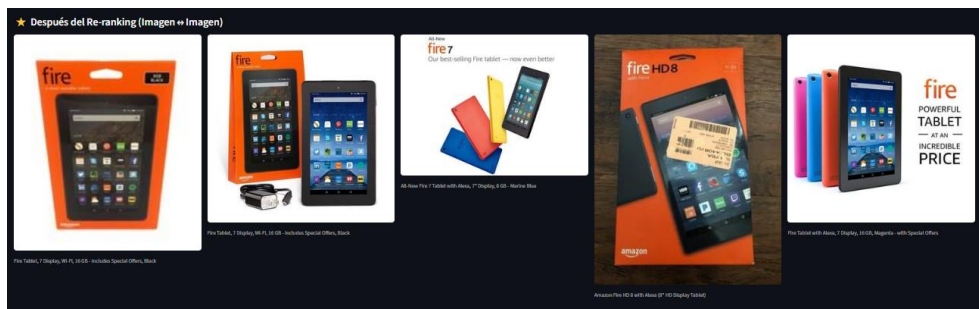 Después del Re-ranking (Imagen ↔ Imagen)
fire
8GB
BLACK
amazon
fire
All-New
fire 7
Our best-selling Fire tablet — now even better
fire HD 8
amazon
fire
POWERFUL
TABLET
— AT AN —
INCREDIBLE
PRICE
Fire Tablet, 7 Display, Wi-Fi, 16 GB - Includes Special Offers, Black
Fire Tablet, 7 Display, Wi-Fi, 16 GB - Includes Special Offers, Black
All-New Fire 7 Tablet with Alexa, 7" Display, 8 GB - Marine Blue
Amazon Fire HD 8 with Alexa (8" HD Display Tablet)
Fire Tablet with Alexa, 7 Display, 16 GB, Magenta - with Special Offers